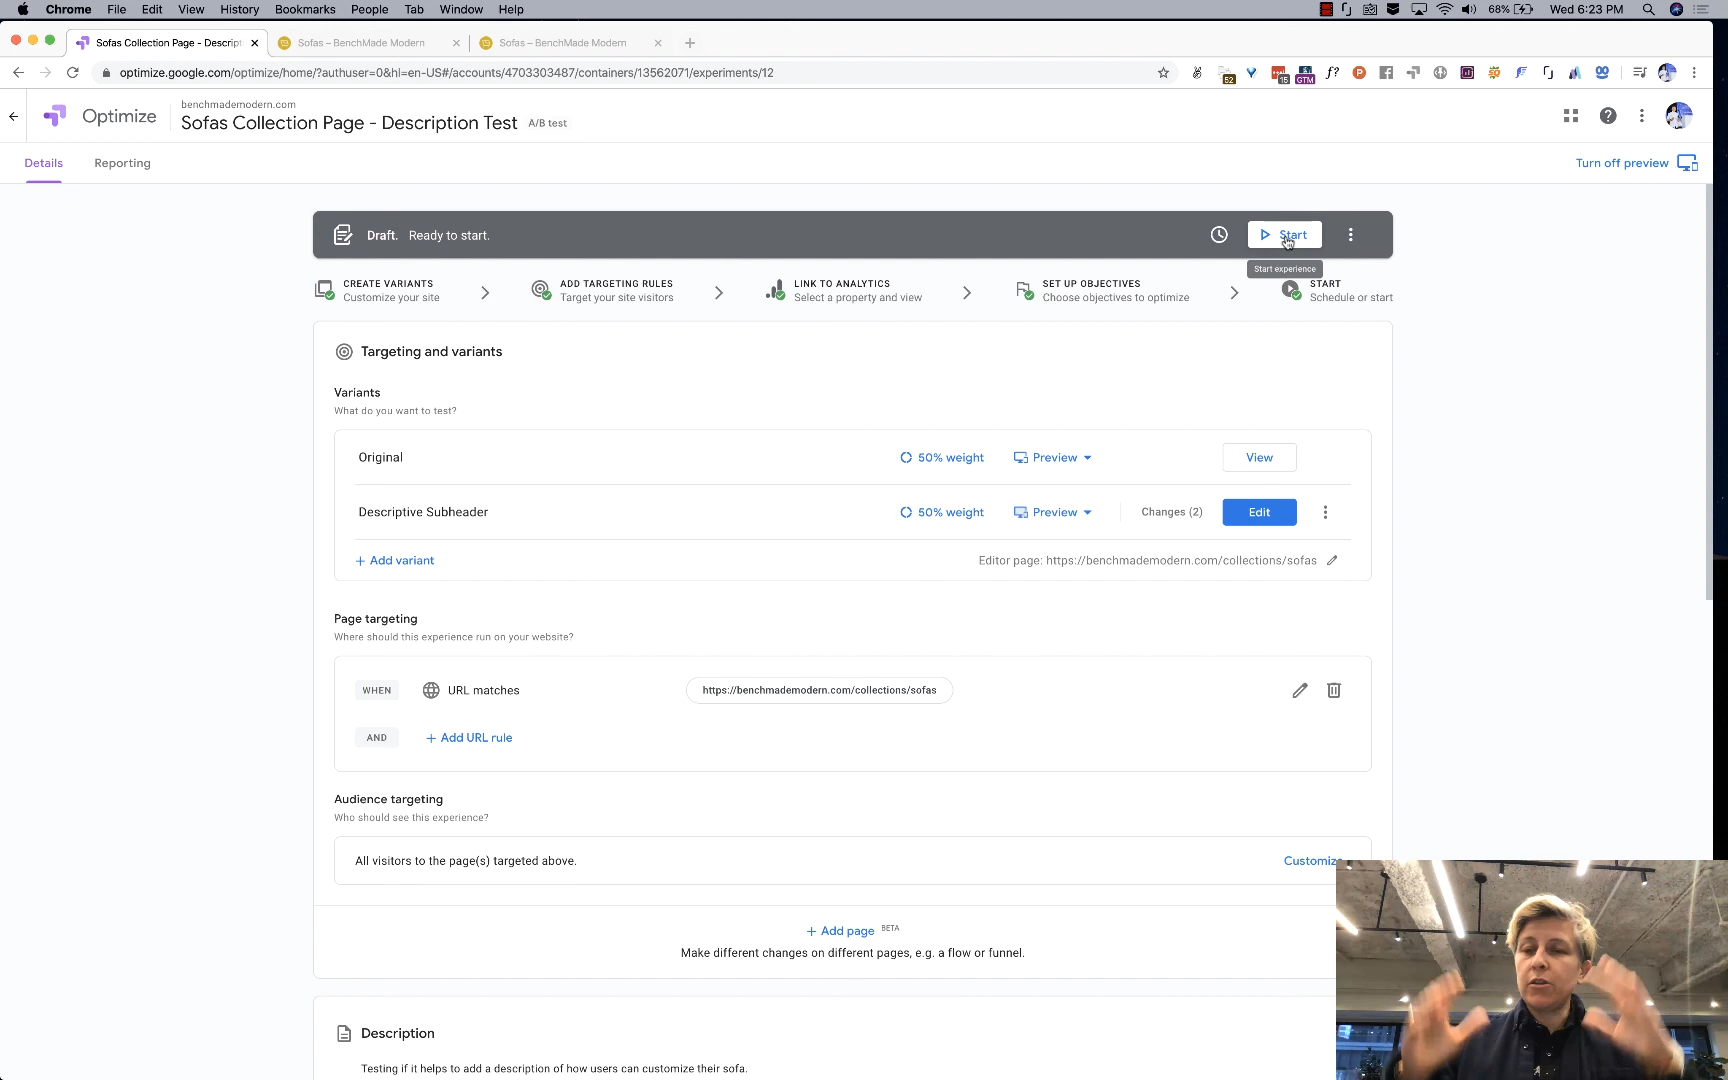 Chrome File Edit View History Bookmarks People Tab Window Help 68% Wed 6:23 PM
Sofas Collection Page - Descript Sofas – BenchMade Modern Sofas – BenchMade Modern
optimize.google.com/optimize/home/?authuser=0&hl=en-US#/accounts/4703303487/containers/13562071/experiments/12
52 15 GTM f?
benchmademodern.com
Optimize Sofas Collection Page - Description Test A/B test
Details Reporting Turn off preview
Draft. Ready to start. Start
Start experience
CREATE VARIANTS ADD TARGETING RULES LINK TO ANALYTICS SET UP OBJECTIVES START
Customize your site Target your site visitors Select a property and view Choose objectives to optimize Schedule or start
Targeting and variants
Variants
What do you want to test?
Original 50% weight Preview View
Descriptive Subheader 50% weight Preview Changes (2) Edit
+ Add variant Editor page: https://benchmademodern.com/collections/sofas
Page targeting
Where should this experience run on your website?
WHEN URL matches https://benchmademodern.com/collections/sofas
AND + Add URL rule
Audience targeting
Who should see this experience?
All visitors to the page(s) targeted above. Customize
+ Add page BETA
Make different changes on different pages, e.g. a flow or funnel.
Description
Testing if it helps to add a description of how users can customize their sofa.